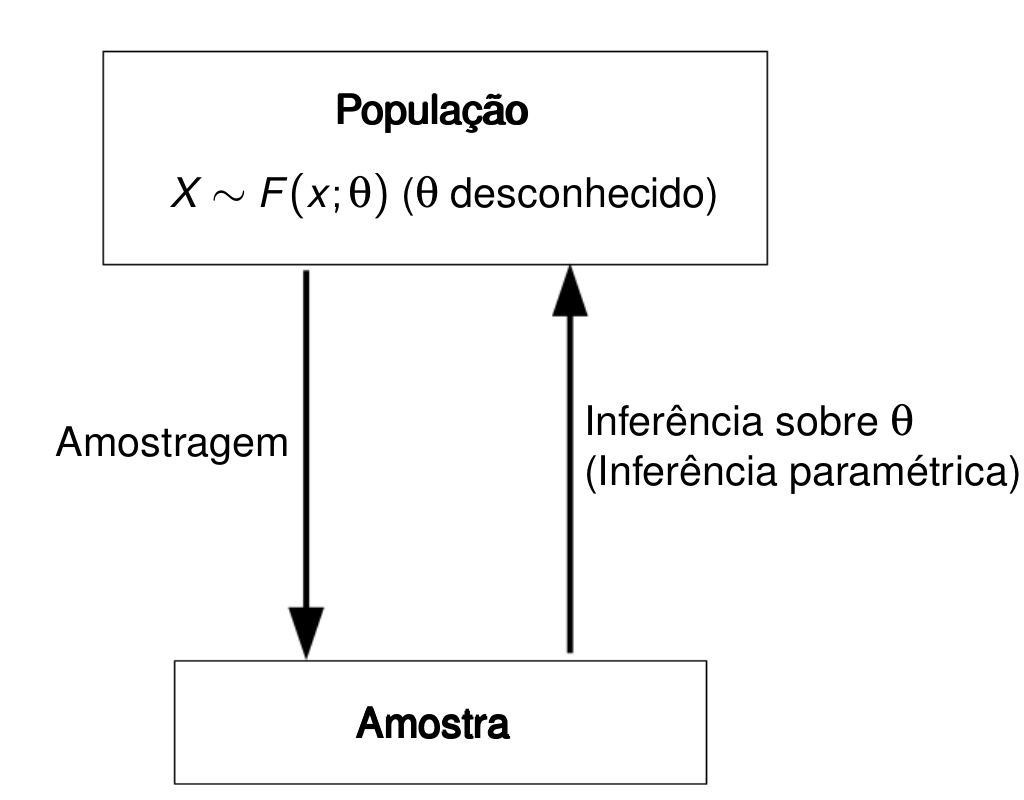 População
X ∼ F(x; θ) (θ desconhecido)
Amostragem
Inferência sobre θ
(Inferência paramétrica)
Amostra